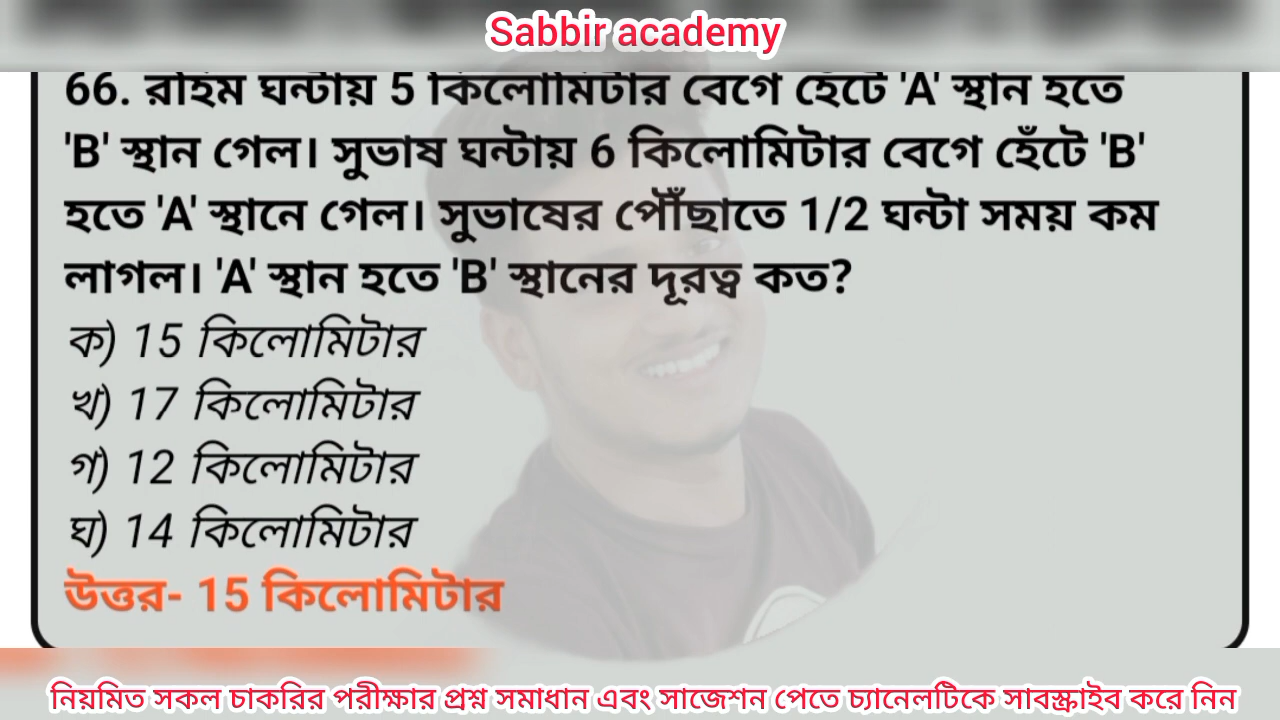 Sabbir academy
66. রহিম ঘন্টায় 5 কিলোমিটার বেগে হেঁটে 'A' স্থান হতে
'B' স্থান গেল। সুভাষ ঘন্টায় 6 কিলোমিটার বেগে হেঁটে 'B'
হতে 'A' স্থানে গেল। সুভাষের পৌঁছাতে 1/2 ঘন্টা সময় কম
লাগল। 'A' স্থান হতে 'B' স্থানের দূরত্ব কত?
ক) 15 কিলোমিটার
খ) 17 কিলোমিটার
গ) 12 কিলোমিটার
ঘ) 14 কিলোমিটার
উত্তর- 15 কিলোমিটার
নিয়মিত সকল চাকরির পরীক্ষার প্রশ্ন সমাধান এবং সাজেশন পেতে চ্যানেলটিকে সাবস্ক্রাইব করে নিন